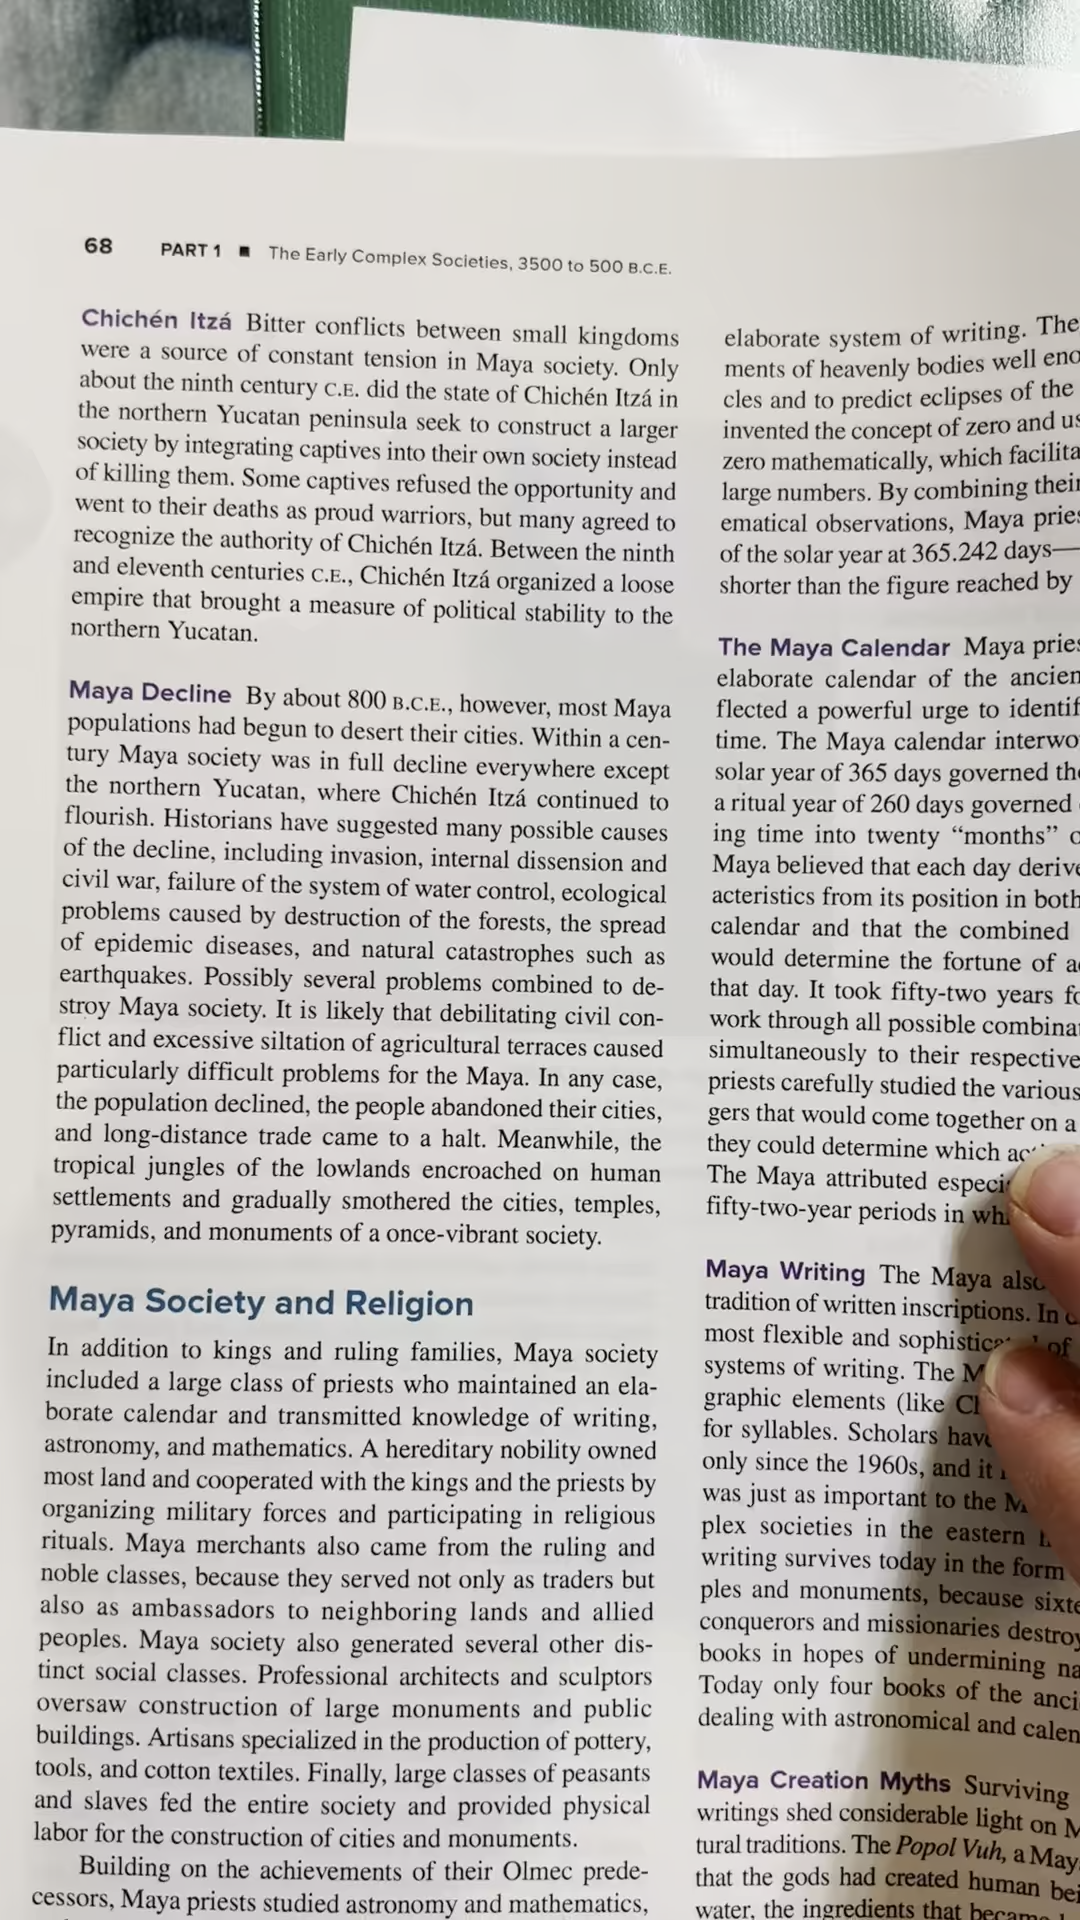 68 PART 1 ■ The Early Complex Societies, 3500 to 500 B.C.E.
Chichén Itzá Bitter conflicts between small kingdoms
were a source of constant tension in Maya society. Only
about the ninth century C.E. did the state of Chichén Itzá in
the northern Yucatan peninsula seek to construct a larger
society by integrating captives into their own society instead
of killing them. Some captives refused the opportunity and
went to their deaths as proud warriors, but many agreed to
recognize the authority of Chichén Itzá. Between the ninth
and eleventh centuries C.E., Chichén Itzá organized a loose
empire that brought a measure of political stability to the
northern Yucatan.
Maya Decline By about 800 B.C.E., however, most Maya
populations had begun to desert their cities. Within a cen-
tury Maya society was in full decline everywhere except
the northern Yucatan, where Chichén Itzá continued to
flourish. Historians have suggested many possible causes
of the decline, including invasion, internal dissension and
civil war, failure of the system of water control, ecological
problems caused by destruction of the forests, the spread
of epidemic diseases, and natural catastrophes such as
earthquakes. Possibly several problems combined to de-
stroy Maya society. It is likely that debilitating civil con-
flict and excessive siltation of agricultural terraces caused
particularly difficult problems for the Maya. In any case,
the population declined, the people abandoned their cities,
and long-distance trade came to a halt. Meanwhile, the
tropical jungles of the lowlands encroached on human
settlements and gradually smothered the cities, temples,
pyramids, and monuments of a once-vibrant society.
Maya Society and Religion
In addition to kings and ruling families, Maya society
included a large class of priests who maintained an ela-
borate calendar and transmitted knowledge of writing,
astronomy, and mathematics. A hereditary nobility owned
most land and cooperated with the kings and the priests by
organizing military forces and participating in religious
rituals. Maya merchants also came from the ruling and
noble classes, because they served not only as traders but
also as ambassadors to neighboring lands and allied
peoples. Maya society also generated several other dis-
tinct social classes. Professional architects and sculptors
oversaw construction of large monuments and public
buildings. Artisans specialized in the production of pottery,
tools, and cotton textiles. Finally, large classes of peasants
and slaves fed the entire society and provided physical
labor for the construction of cities and monuments.
Building on the achievements of their Olmec prede-
cessors, Maya priests studied astronomy and mathematics,
elaborate system of writing. The
ments of heavenly bodies well eno
cles and to predict eclipses of the
invented the concept of zero and us
zero mathematically, which facilita
large numbers. By combining their
ematical observations, Maya pries
of the solar year at 365.242 days—
shorter than the figure reached by
The Maya Calendar Maya pries
elaborate calendar of the ancien
flected a powerful urge to identif
time. The Maya calendar interwo
solar year of 365 days governed the
a ritual year of 260 days governed
ing time into twenty “months” o
Maya believed that each day derive
acteristics from its position in both
calendar and that the combined
would determine the fortune of a
that day. It took fifty-two years fo
work through all possible combina
simultaneously to their respective
priests carefully studied the various
gers that would come together on a
they could determine which
The Maya attributed especi
fifty-two-year periods in
Maya Writing The Maya also
tradition of written inscriptions. In
most flexible and of
systems of writing. The M
graphic elements (like Ch
for syllables. Scholars have
only since the 1960s, and it
was just as important to the M
plex societies in the eastern
writing survives today in the form
ples and monuments, because sixte
conquerors and missionaries destroy
books in hopes of undermining na
Today only four books of the anci
dealing with astronomical and calen
Maya Creation Myths Surviving
writings shed considerable light on M
tural traditions. The Popol Vuh, a May
that the gods had created human bei
water, the ingredients that became